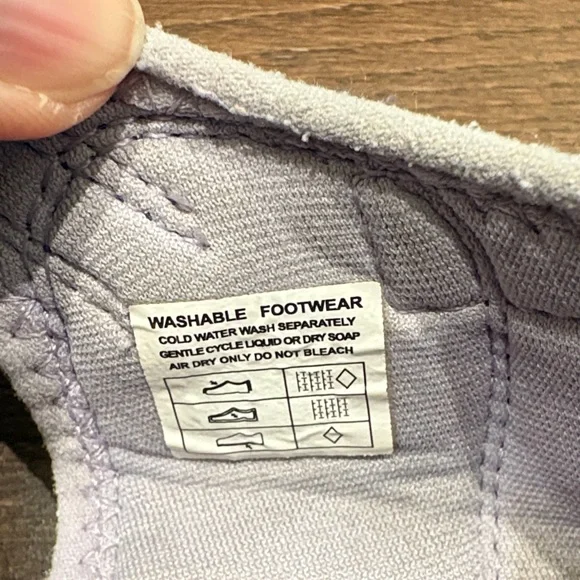 WASHABLE FOOTWEAR
COLD WATER WASH SEPARATELY
GENTLE CYCLE LIQUID OR DRY SOAP
AIR DRY ONLY DO NOT BLEACH